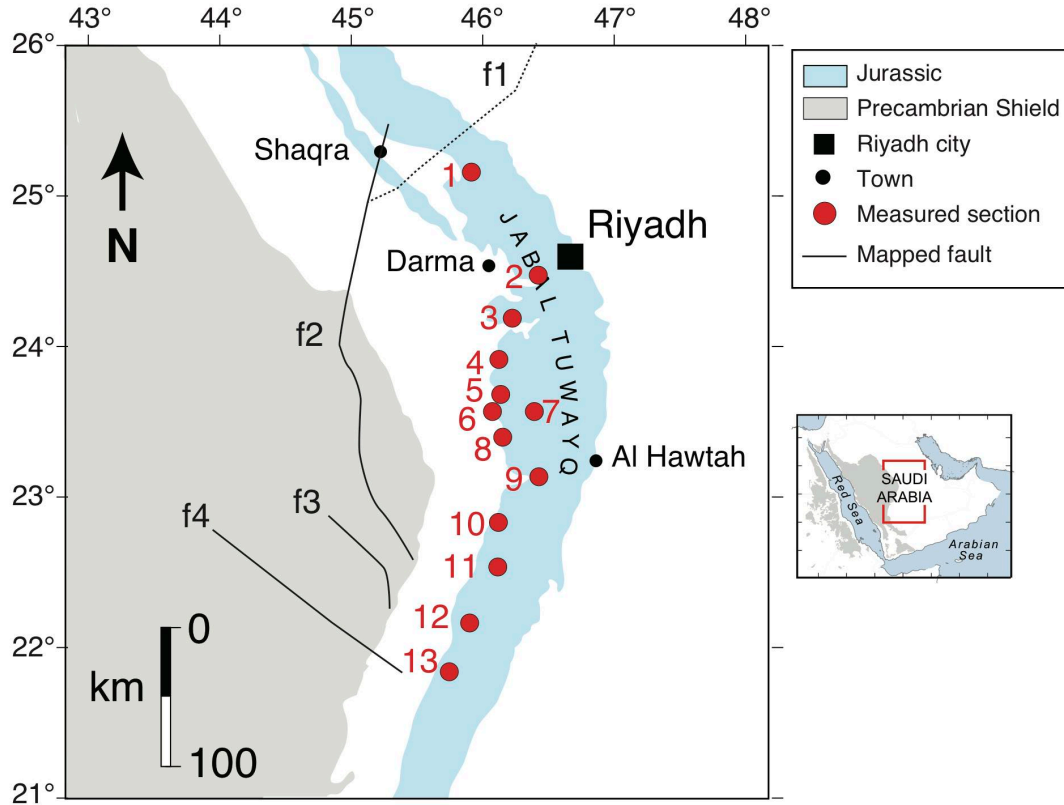 43°
44°
45°
46°
47°
48°
26°
25°
24°
23°
22°
21°
f1
Shaqra
1
Riyadh
JABAL TUWAYQ
Darma
2
3
f2
4
5
6
7
8
Al Hawtah
9
f3
f4
10
11
12
13
N
0
km
100
Jurassic
Precambrian Shield
Riyadh city
Town
Measured section
Mapped fault
SAUDI
ARABIA
Red Sea
Arabian
Sea